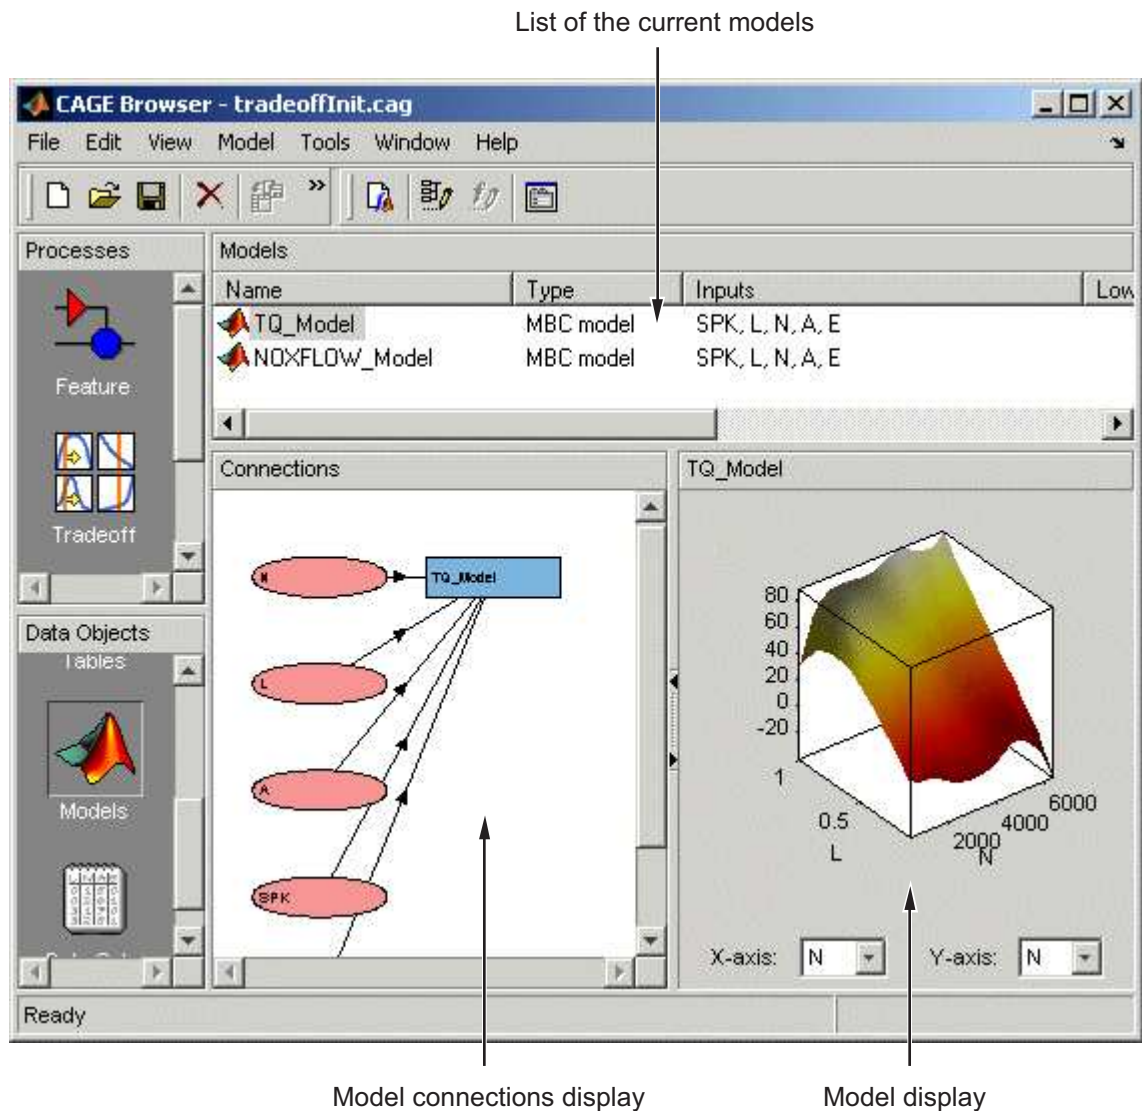 List of the current models
CAGE Browser - tradeoffInit.cag
File Edit View Model Tools Window Help
»
Processes
Models
Name Type Inputs Low
TQ_Model MBC model SPK, L, N, A, E
NOXFLOW_Model MBC model SPK, L, N, A, E
Feature
Tradeoff
Connections
TQ_Model
N
TQ_Model
L
A
SPK
80
60
40
20
0
-20
1
0.5
L
2000
4000
6000
N
X-axis: N Y-axis: N
Data Objects
Tables
Models
Ready
Model connections display
Model display